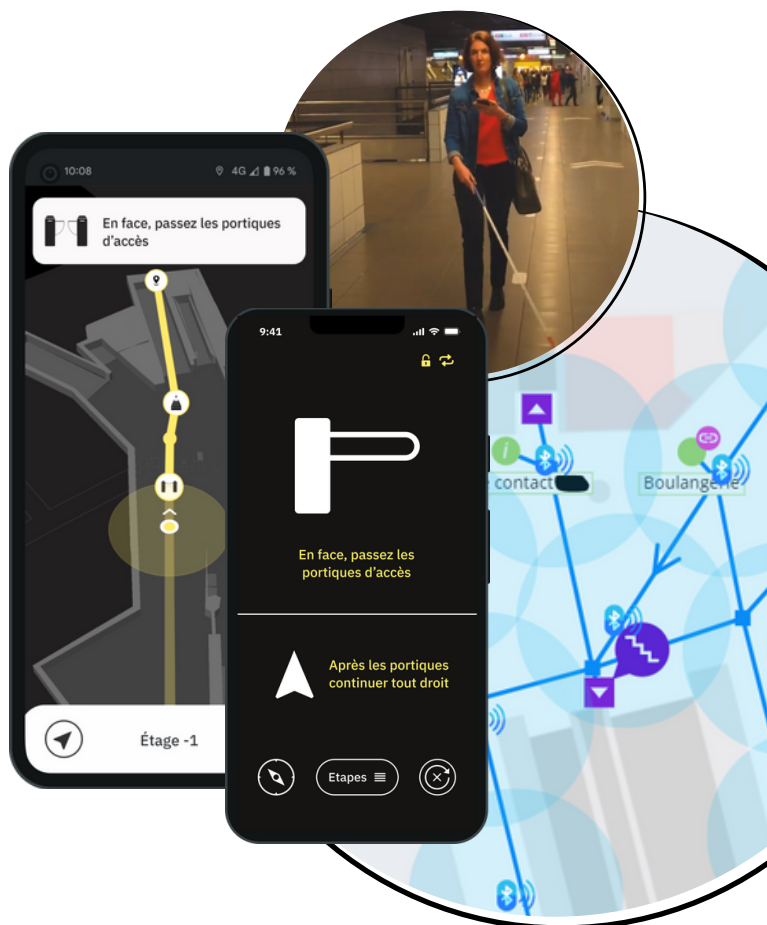 10:08
4G
96 %
En face, passez les portiques
d'accès
Étage -1
9:41
En face, passez les
portiques d'accès
Après les portiques
continuer tout droit
Etapes
i
contact
Boulangerie